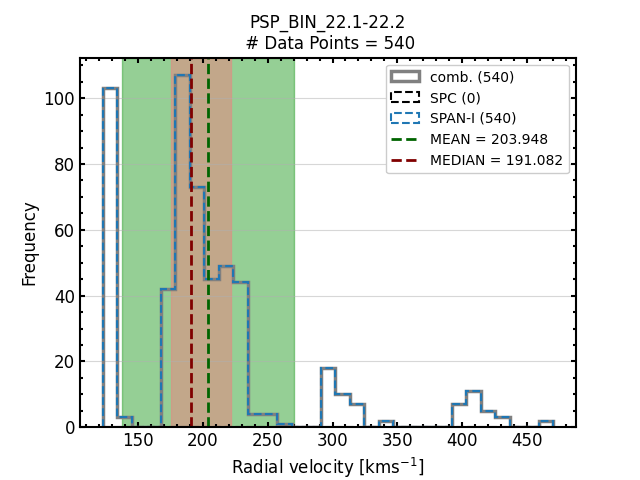 PSP_BIN_22.1-22.2
# Data Points = 540
comb. (540)
SPC (0)
SPAN-I (540)
MEAN = 203.948
MEDIAN = 191.082
Frequency
100
80
60
40
20
0
150 200 250 300 350 400 450
Radial velocity [kms⁻¹]